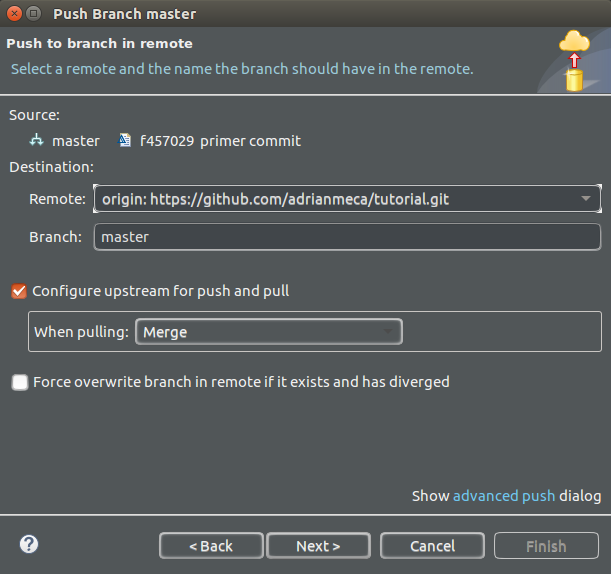 Push Branch master
Push to branch in remote
Select a remote and the name the branch should have in the remote.
Source:
master f457029 primer commit
Destination:
Remote: origin: https://github.com/adrianmeca/tutorial.git
Branch: master
Configure upstream for push and pull
When pulling: Merge
Force overwrite branch in remote if it exists and has diverged
Show advanced push dialog
? < Back Next > Cancel Finish